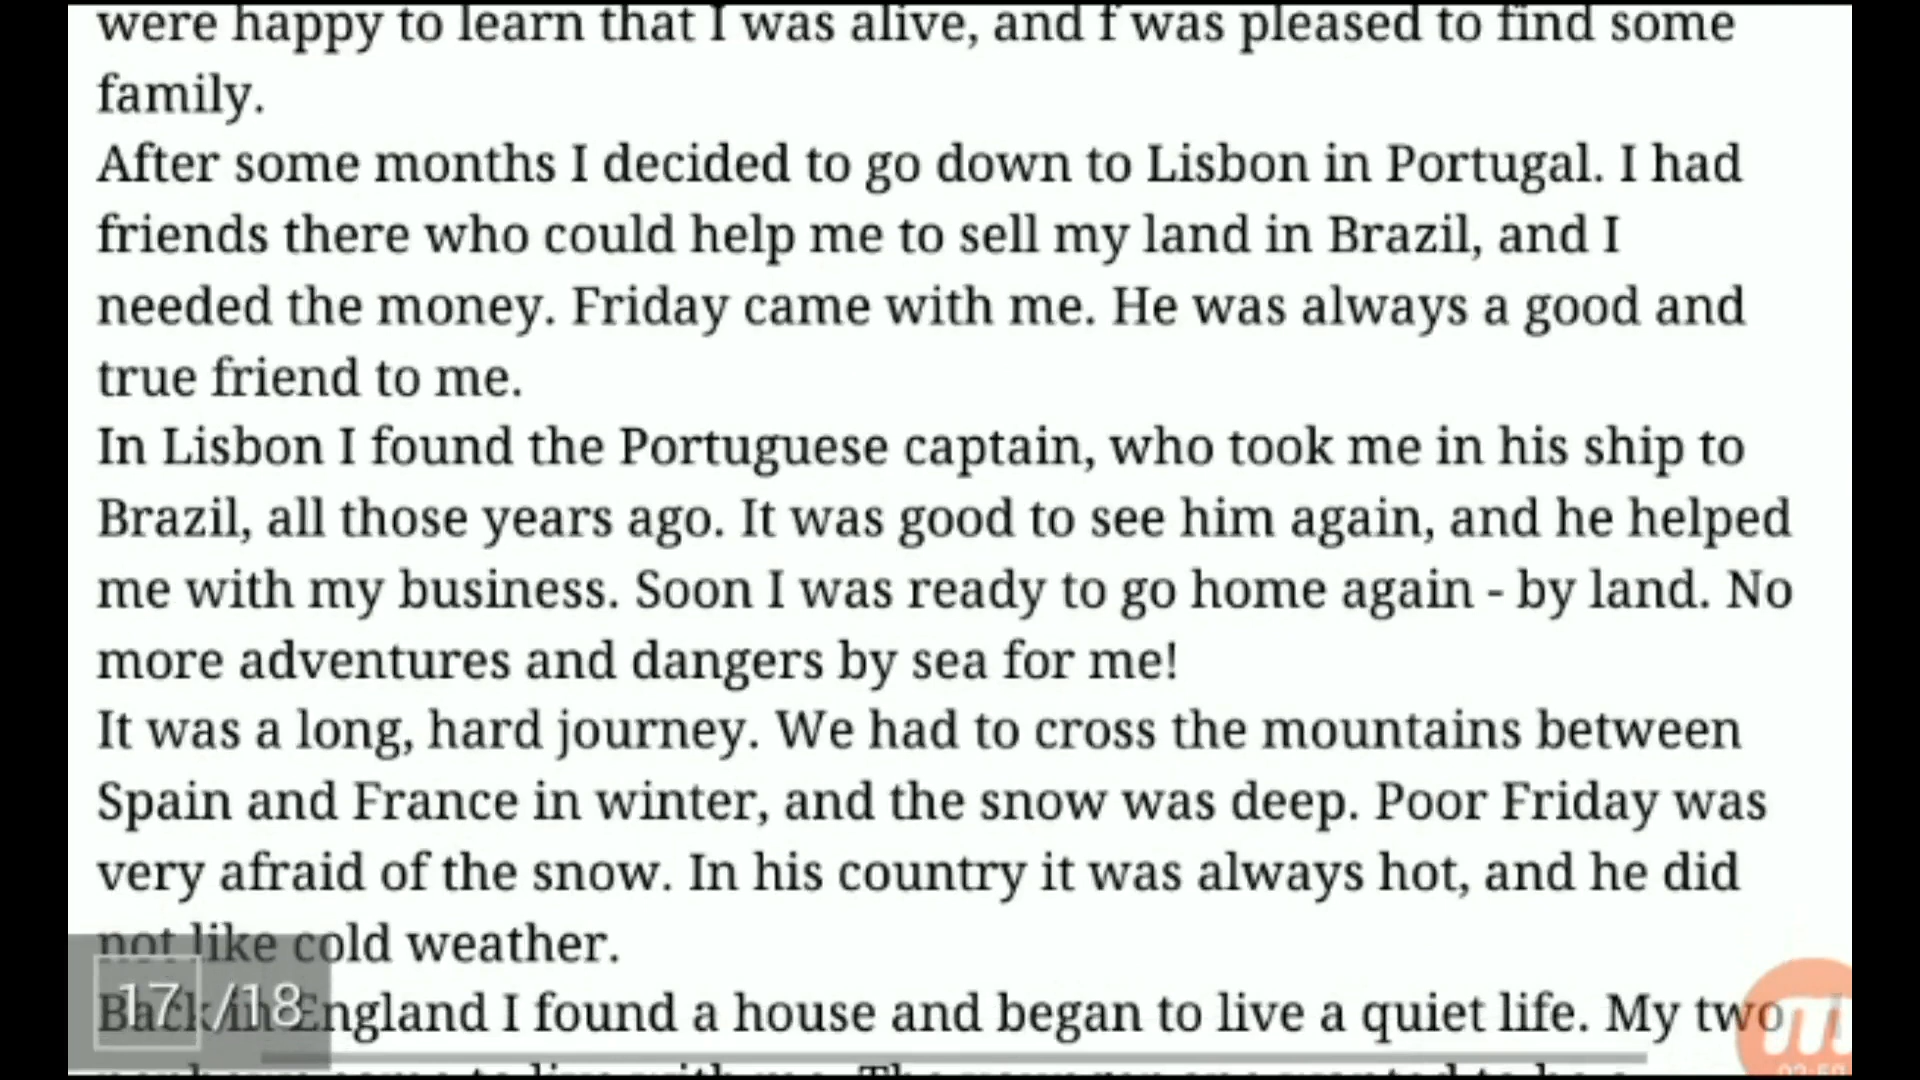 were happy to learn that I was alive, and f was pleased to find some
family.
After some months I decided to go down to Lisbon in Portugal. I had
friends there who could help me to sell my land in Brazil, and I
needed the money. Friday came with me. He was always a good and
true friend to me.
In Lisbon I found the Portuguese captain, who took me in his ship to
Brazil, all those years ago. It was good to see him again, and he helped
me with my business. Soon I was ready to go home again - by land. No
more adventures and dangers by sea for me!
It was a long, hard journey. We had to cross the mountains between
Spain and France in winter, and the snow was deep. Poor Friday was
very afraid of the snow. In his country it was always hot, and he did
not like cold weather.
17 /18
Back in England I found a house and began to live a quiet life. My two